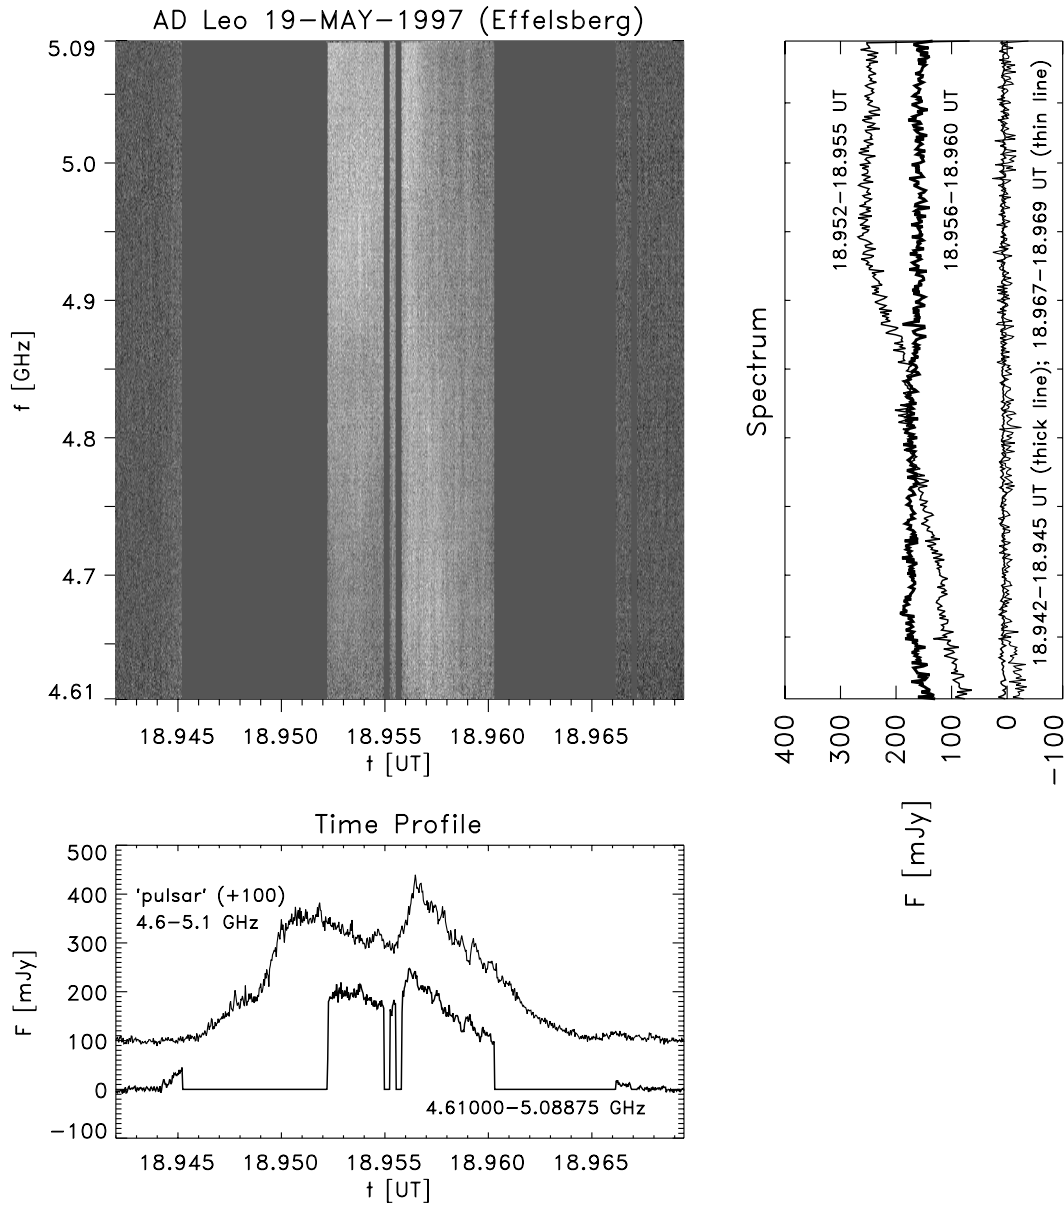 AD Leo 19-MAY-1997 (Effelsberg)
5.09
5.0
4.9
4.8
4.7
4.61
f [GHz]
18.945 18.950 18.955 18.960 18.965
t [UT]
Spectrum
18.952-18.955 UT
18.956-18.960 UT
18.942-18.945 UT (thick line); 18.967-18.969 UT (thin line)
400 300 200 100 0 -100
F [mJy]
Time Profile
500
400
300
200
100
0
-100
F [mJy]
'pulsar' (+100)
4.6-5.1 GHz
4.61000-5.08875 GHz
18.945 18.950 18.955 18.960 18.965
t [UT]